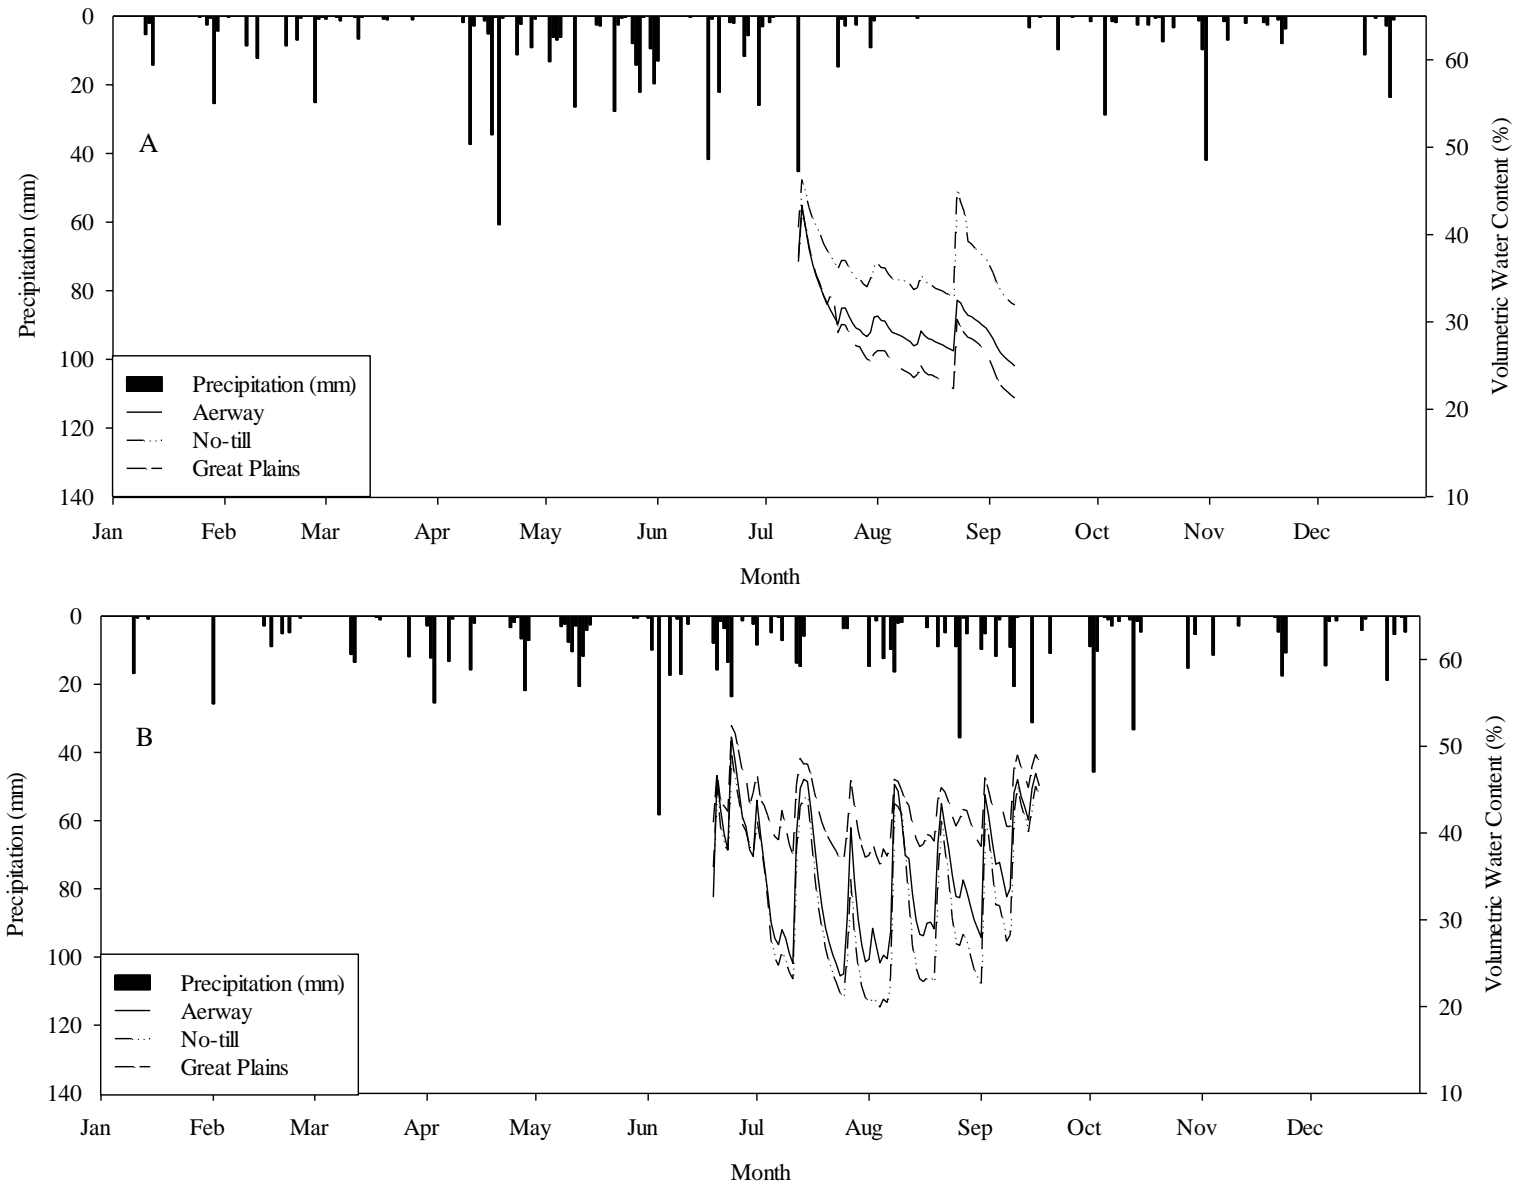 0
20
40
60
80
100
120
140
Precipitation (mm)
A
60
50
40
30
20
10
Volumetric Water Content (%)
Precipitation (mm)
Aerway
No-till
Great Plains
Jan Feb Mar Apr May Jun Jul Aug Sep Oct Nov Dec
Month
0
20
40
60
80
100
120
140
Precipitation (mm)
B
60
50
40
30
20
10
Volumetric Water Content (%)
Precipitation (mm)
Aerway
No-till
Great Plains
Jan Feb Mar Apr May Jun Jul Aug Sep Oct Nov Dec
Month